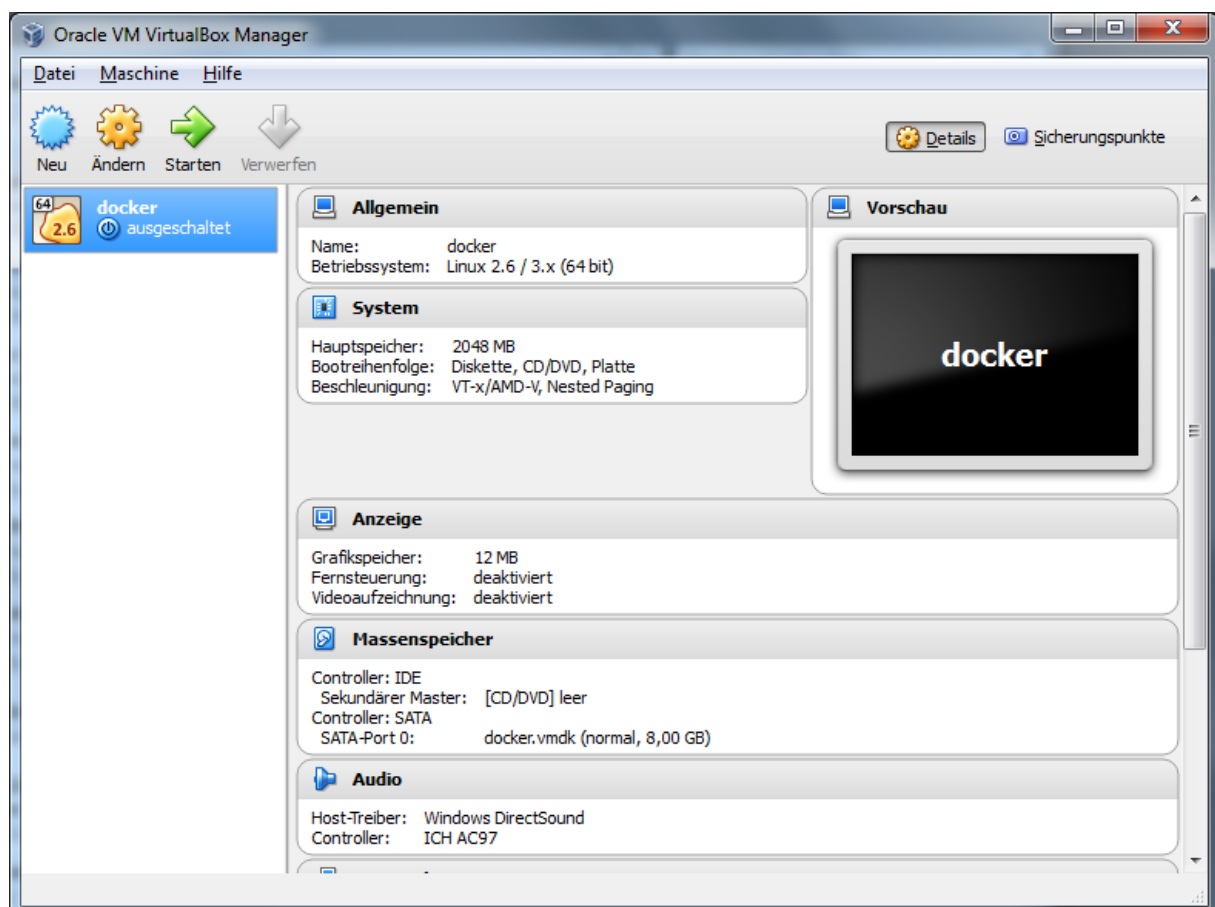 Oracle VM VirtualBox Manager
Datei Maschine Hilfe
Neu Ändern Starten Verwerfen
Details Sicherungspunkte
64
2.6
docker
ausgeschaltet
Allgemein
Name: docker
Betriebssystem: Linux 2.6 / 3.x (64 bit)
System
Hauptspeicher: 2048 MB
Bootreihenfolge: Diskette, CD/DVD, Platte
Beschleunigung: VT-x/AMD-V, Nested Paging
Vorschau
docker
Anzeige
Grafikspeicher: 12 MB
Fernsteuerung: deaktiviert
Videoaufzeichnung: deaktiviert
Massenspeicher
Controller: IDE
Sekundärer Master: [CD/DVD] leer
Controller: SATA
SATA-Port 0: docker.vmdk (normal, 8,00 GB)
Audio
Host-Treiber: Windows DirectSound
Controller: ICH AC97